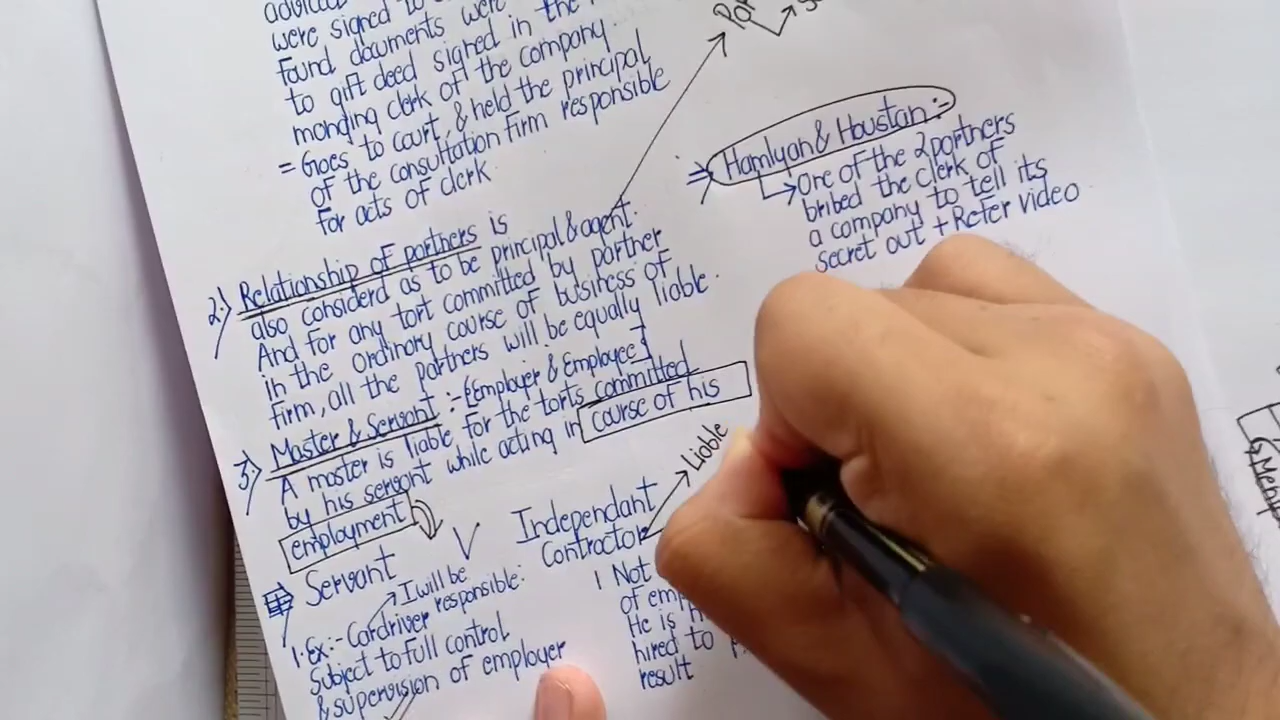 were signed to
found documents were
to gift deed signed in the
monding clerk of the company.
= Goes to court, & held the principal
of the consultation firm responsible
for acts of clerk.
=> Hamlyan & Houstan :-
One of the 2 partners
bribed the clerk of
a company to tell its
secret out + Refer video
2.) Relationship of partners is
also considerd as to be principal & agent.
And for any tort committed by partner
in the ordinory course of business of
firm, all the partners will be equally liable.
3) Master & Servant :- {Employer & Employee}
A master is liable for the torts committed
by his servant while acting in course of his
employment
Servant V Independant
Contractor
Liable
1. Ex:- Cardriver
I will be
responsible:
Subject to full control
& supervision of employer
1 Not
of
He is
hired to
result